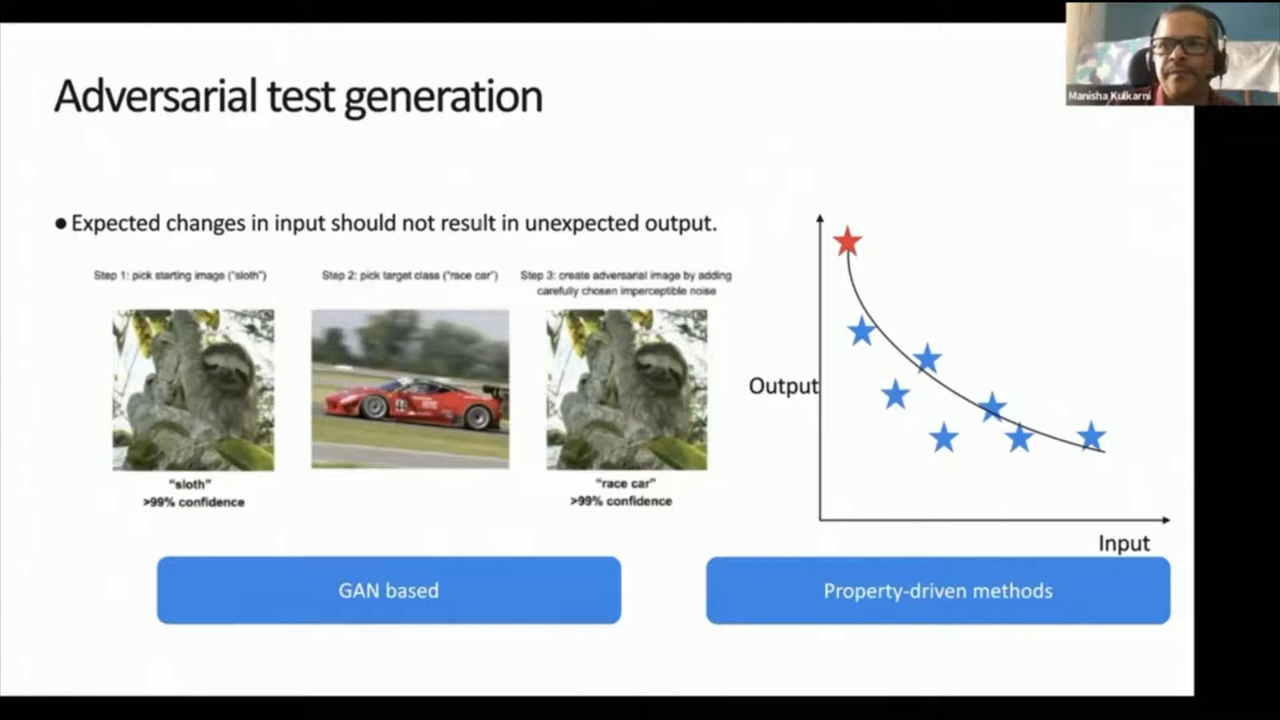 Manisha Kulkarni
Adversarial test generation
● Expected changes in input should not result in unexpected output.
Step 1: pick starting image ("sloth")
Step 2: pick target class ("race car")
Step 3: create adversarial image by adding
carefully chosen imperceptible noise
"sloth"
>99% confidence
"race car"
>99% confidence
Output
Input
GAN based
Property-driven methods